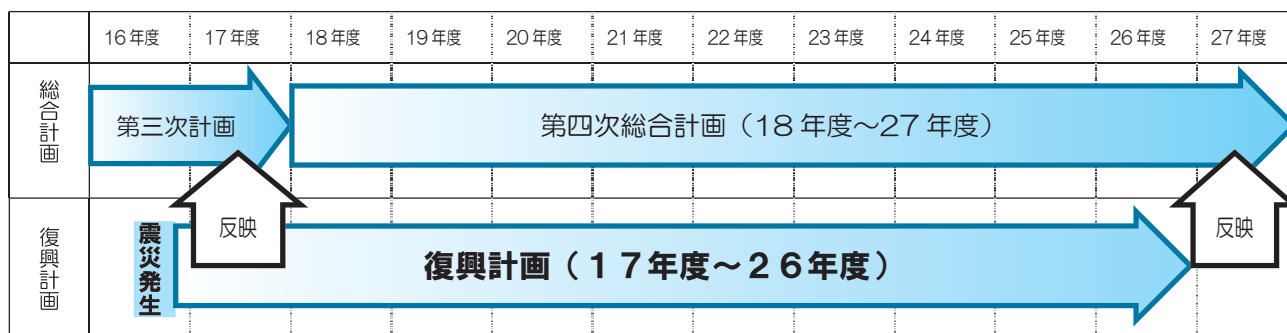 16年度 17年度 18年度 19年度 20年度 21年度 22年度 23年度 24年度 25年度 26年度 27年度
総合計画
第三次計画
第四次総合計画（18年度～27年度）
復興計画
震災発生
反映
復興計画（１７年度～２６年度）
反映